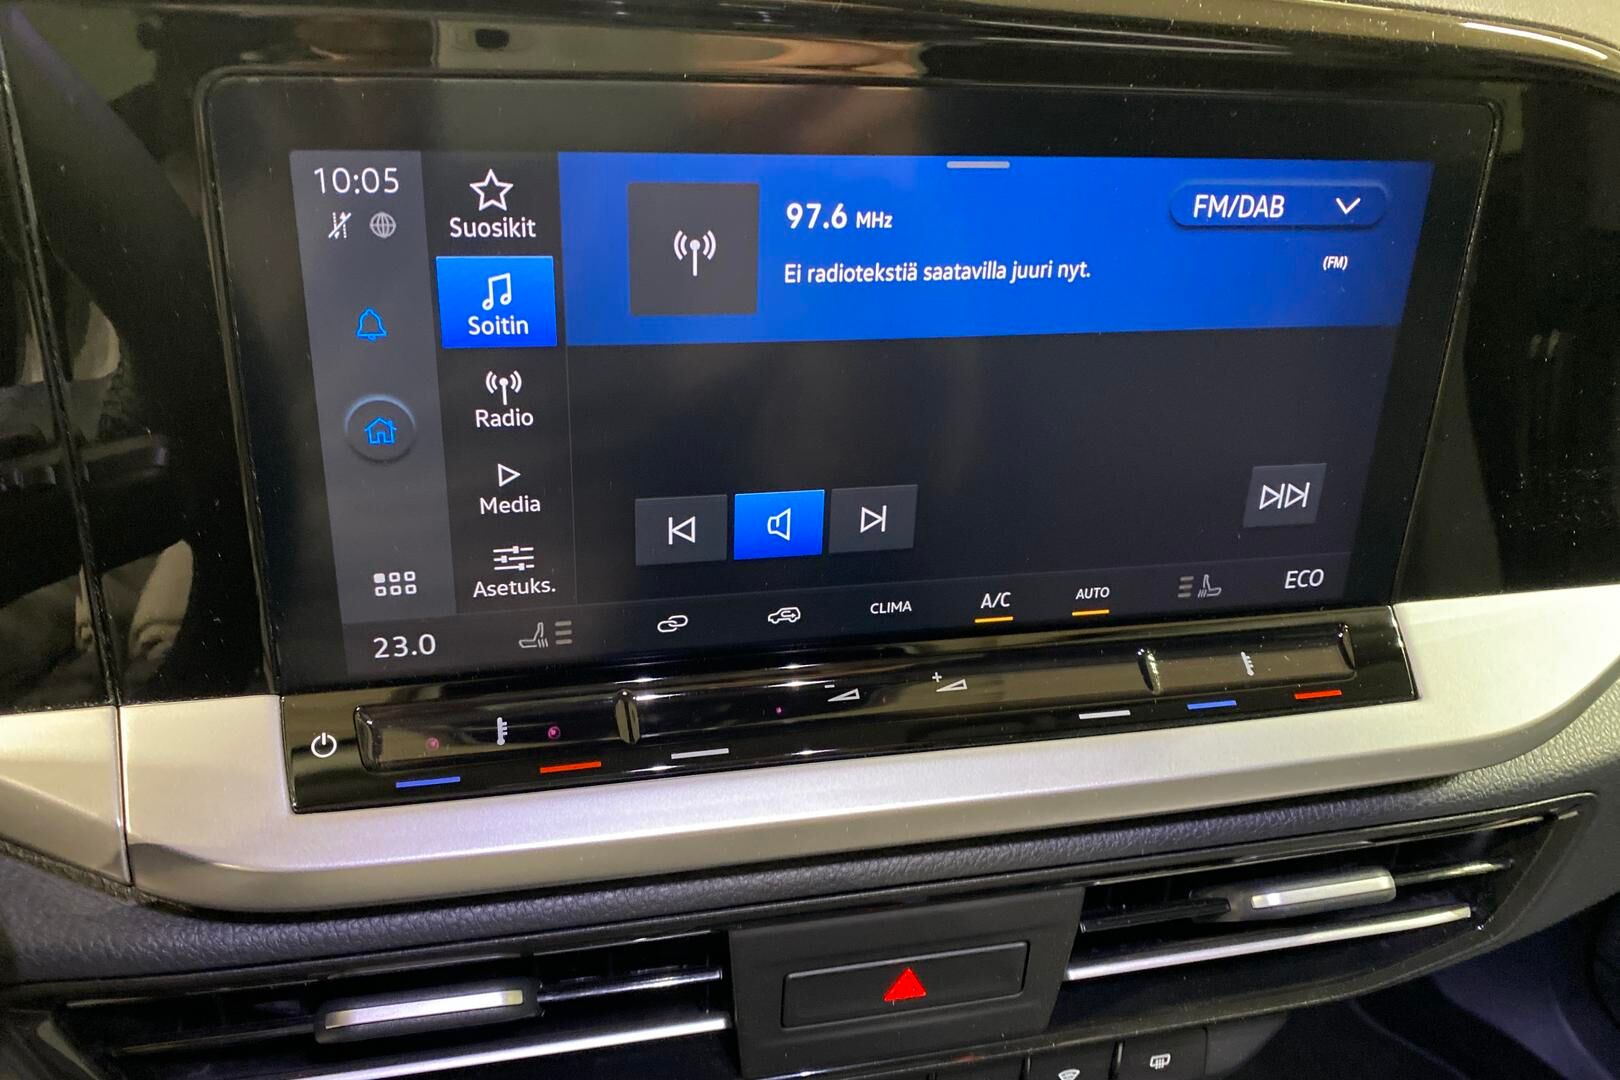 10:05
Suosikit
Soitin
Radio
Media
Asetuks.
97.6 MHz
Ei radiotekstiä saatavilla juuri nyt.
FM/DAB
(FM)
23.0
CLIMA
A/C
AUTO
ECO